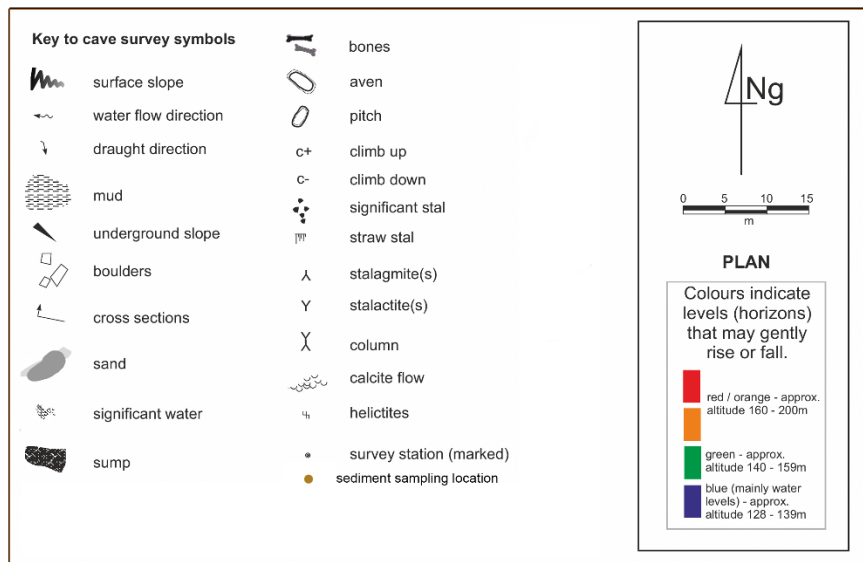 Key to cave survey symbols
surface slope
water flow direction
draught direction
mud
underground slope
boulders
cross sections
sand
significant water
sump
bones
aven
pitch
c+ climb up
c- climb down
significant stal
straw stal
stalagmite(s)
stalactite(s)
column
calcite flow
helictites
survey station (marked)
sediment sampling location
Ng
0 5 10 15
m
PLAN
Colours indicate
levels (horizons)
that may gently
rise or fall.
red / orange - approx.
altitude 160 - 200m
green - approx.
altitude 140 - 159m
blue (mainly water
levels) - approx.
altitude 128 - 139m